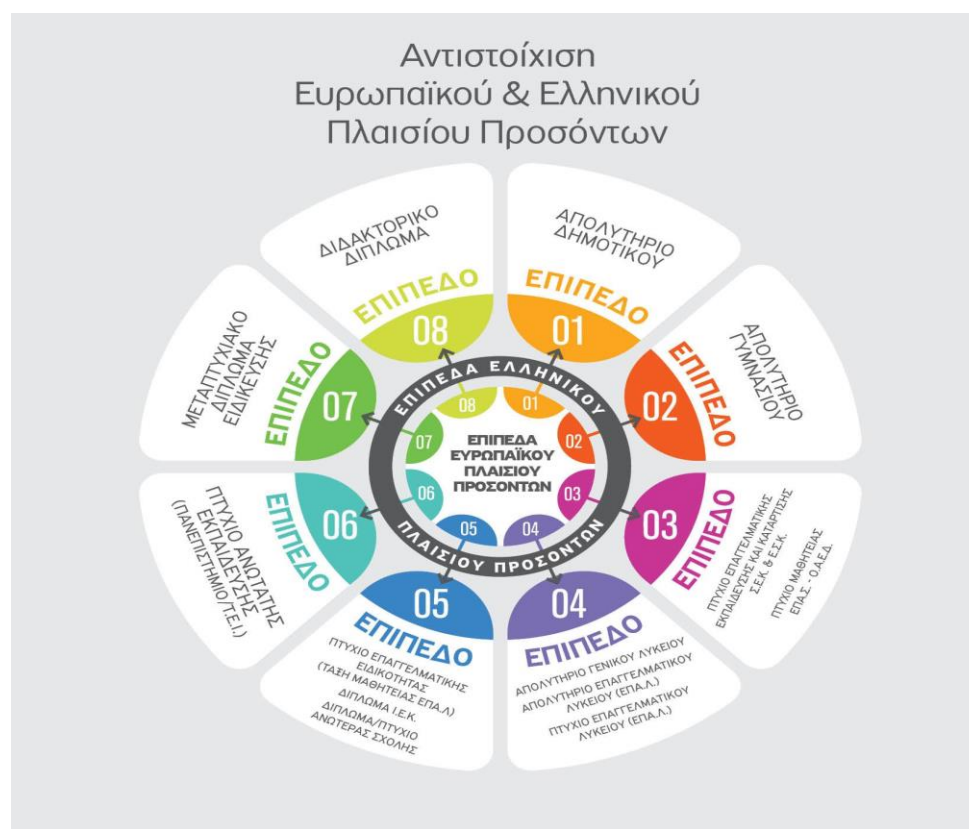 Αντιστοίχιση
Ευρωπαϊκού & Ελληνικού
Πλαισίου Προσόντων
ΑΠΟΛΥΤΗΡΙΟ
ΔΗΜΟΤΙΚΟΥ
ΕΠΙΠΕΔΟ
01
ΑΠΟΛΥΤΗΡΙΟ
ΓΥΜΝΑΣΙΟΥ
ΕΠΙΠΕΔΟ
02
ΕΠΙΠΕΔΟ
03
ΠΤΥΧΙΟ ΕΠΑΓΓΕΛΜΑΤΙΚΗΣ
ΕΚΠΑΙΔΕΥΣΗΣ ΚΑΙ ΚΑΤΑΡΤΙΣΗΣ
Σ.Ε.Κ. & Ε.Σ.Κ.
ΠΤΥΧΙΟ ΜΑΘΗΤΕΙΑΣ
ΕΠΑ.Σ. - Ο.Α.Ε.Δ.
04
ΕΠΙΠΕΔΟ
ΑΠΟΛΥΤΗΡΙΟ ΓΕΝΙΚΟΥ ΛΥΚΕΙΟΥ
ΑΠΟΛΥΤΗΡΙΟ ΕΠΑΓΓΕΛΜΑΤΙΚΟΥ
ΛΥΚΕΙΟΥ (ΕΠΑ.Λ.)
ΠΤΥΧΙΟ ΕΠΑΓΓΕΛΜΑΤΙΚΟΥ
ΛΥΚΕΙΟΥ (ΕΠΑ.Λ.)
05
ΕΠΙΠΕΔΟ
ΠΤΥΧΙΟ ΕΠΑΓΓΕΛΜΑΤΙΚΗΣ
ΕΙΔΙΚΟΤΗΤΑΣ
(ΤΑΞΗ ΜΑΘΗΤΕΙΑΣ ΕΠΑ.Λ)
ΔΙΠΛΩΜΑ Ι.Ε.Κ.
ΔΙΠΛΩΜΑ/ΠΤΥΧΙΟ
ΑΝΩΤΕΡΑΣ ΣΧΟΛΗΣ
06
ΕΠΙΠΕΔΟ
ΠΤΥΧΙΟ ΑΝΩΤΑΤΗΣ
ΕΚΠΑΙΔΕΥΣΗΣ
(ΠΑΝΕΠΙΣΤΗΜΙΟ/Τ.Ε.Ι.)
ΜΕΤΑΠΤΥΧΙΑΚΟ
ΔΙΠΛΩΜΑ
ΕΙΔΙΚΕΥΣΗΣ
ΕΠΙΠΕΔΟ
07
ΔΙΔΑΚΤΟΡΙΚΟ
ΔΙΠΛΩΜΑ
ΕΠΙΠΕΔΟ
08
ΕΠΙΠΕΔΑ ΕΛΛΗΝΙΚΟΥ
ΠΛΑΙΣΙΟΥ ΠΡΟΣΟΝΤΩΝ
01
02
03
04
05
06
07
08
ΕΠΙΠΕΔΑ
ΕΥΡΩΠΑΪΚΟΥ
ΠΛΑΙΣΙΟΥ
ΠΡΟΣΟΝΤΩΝ